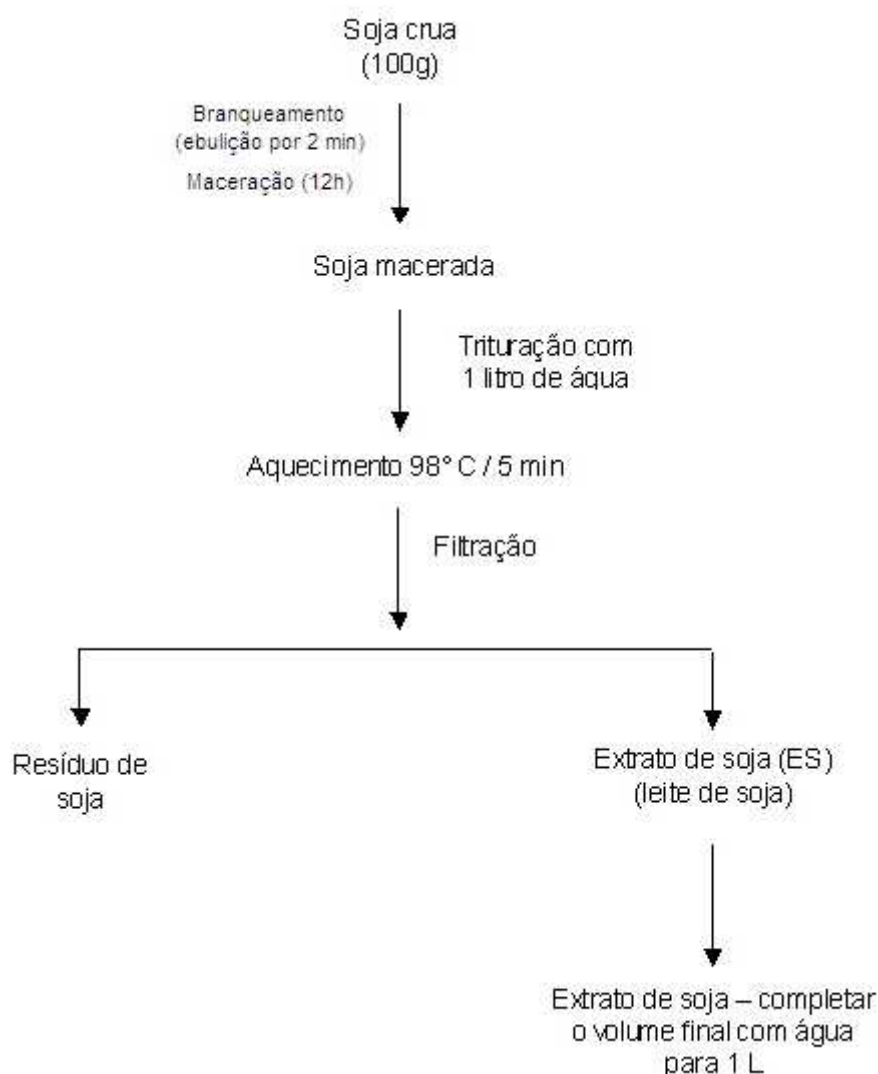 Soja crua
(100g)
Branqueamento
(ebulição por 2 min)
Maceração (12h)
Soja macerada
Trituração com
1 litro de água
Aquecimento 98° C / 5 min
Filtração
Resíduo de
soja
Extrato de soja (ES)
(leite de soja)
Extrato de soja – completar
o volume final com água
para 1 L